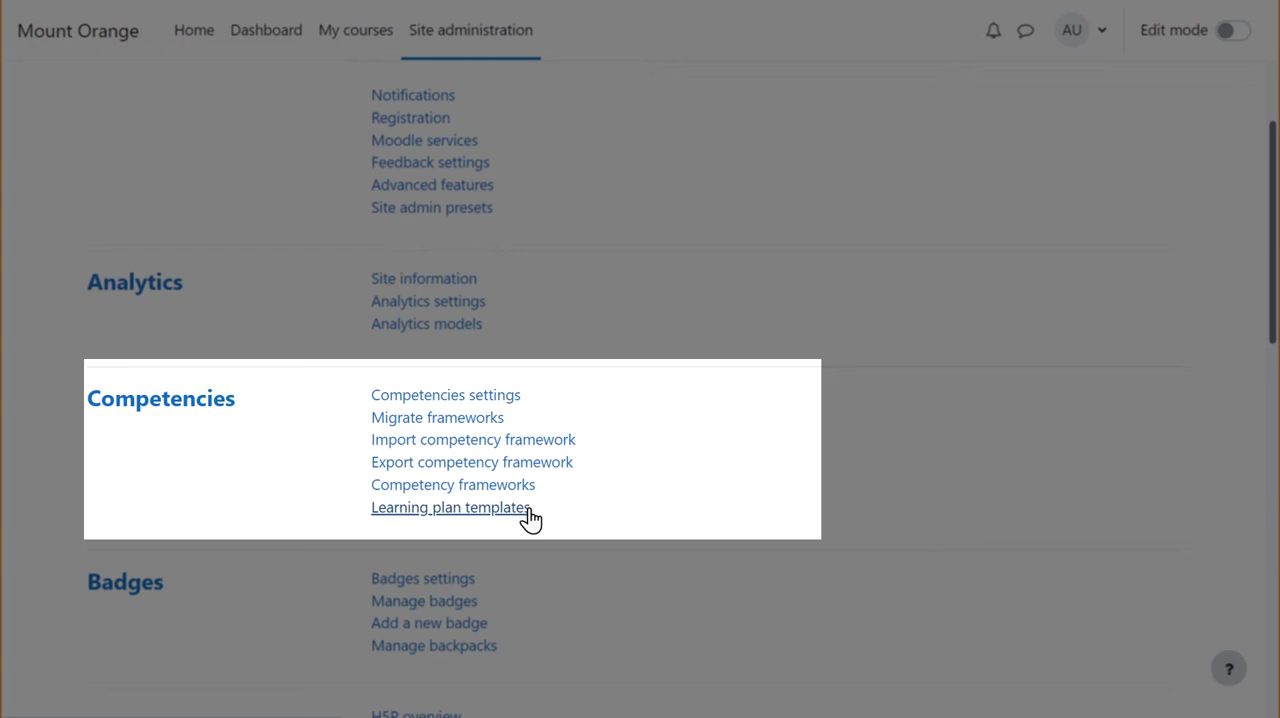 Mount Orange
Home Dashboard My courses Site administration
AU
Edit mode
Notifications
Registration
Moodle services
Feedback settings
Advanced features
Site admin presets
Analytics
Site information
Analytics settings
Analytics models
Competencies
Competencies settings
Migrate frameworks
Import competency framework
Export competency framework
Competency frameworks
Learning plan templates
Badges
Badges settings
Manage badges
Add a new badge
Manage backpacks
?
H5P overview